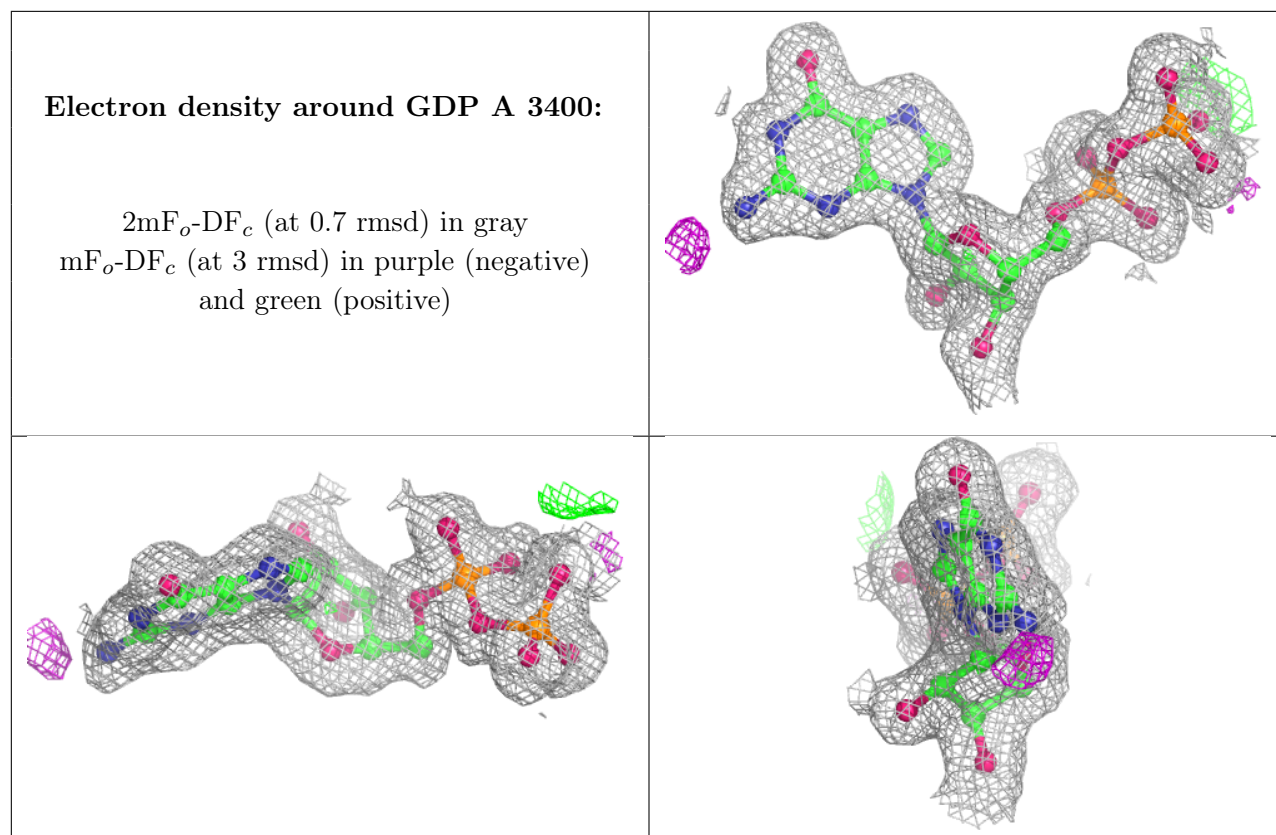 Electron density around GDP A 3400:
2mFo-DFc (at 0.7 rmsd) in gray
mFo-DFc (at 3 rmsd) in purple (negative)
and green (positive)